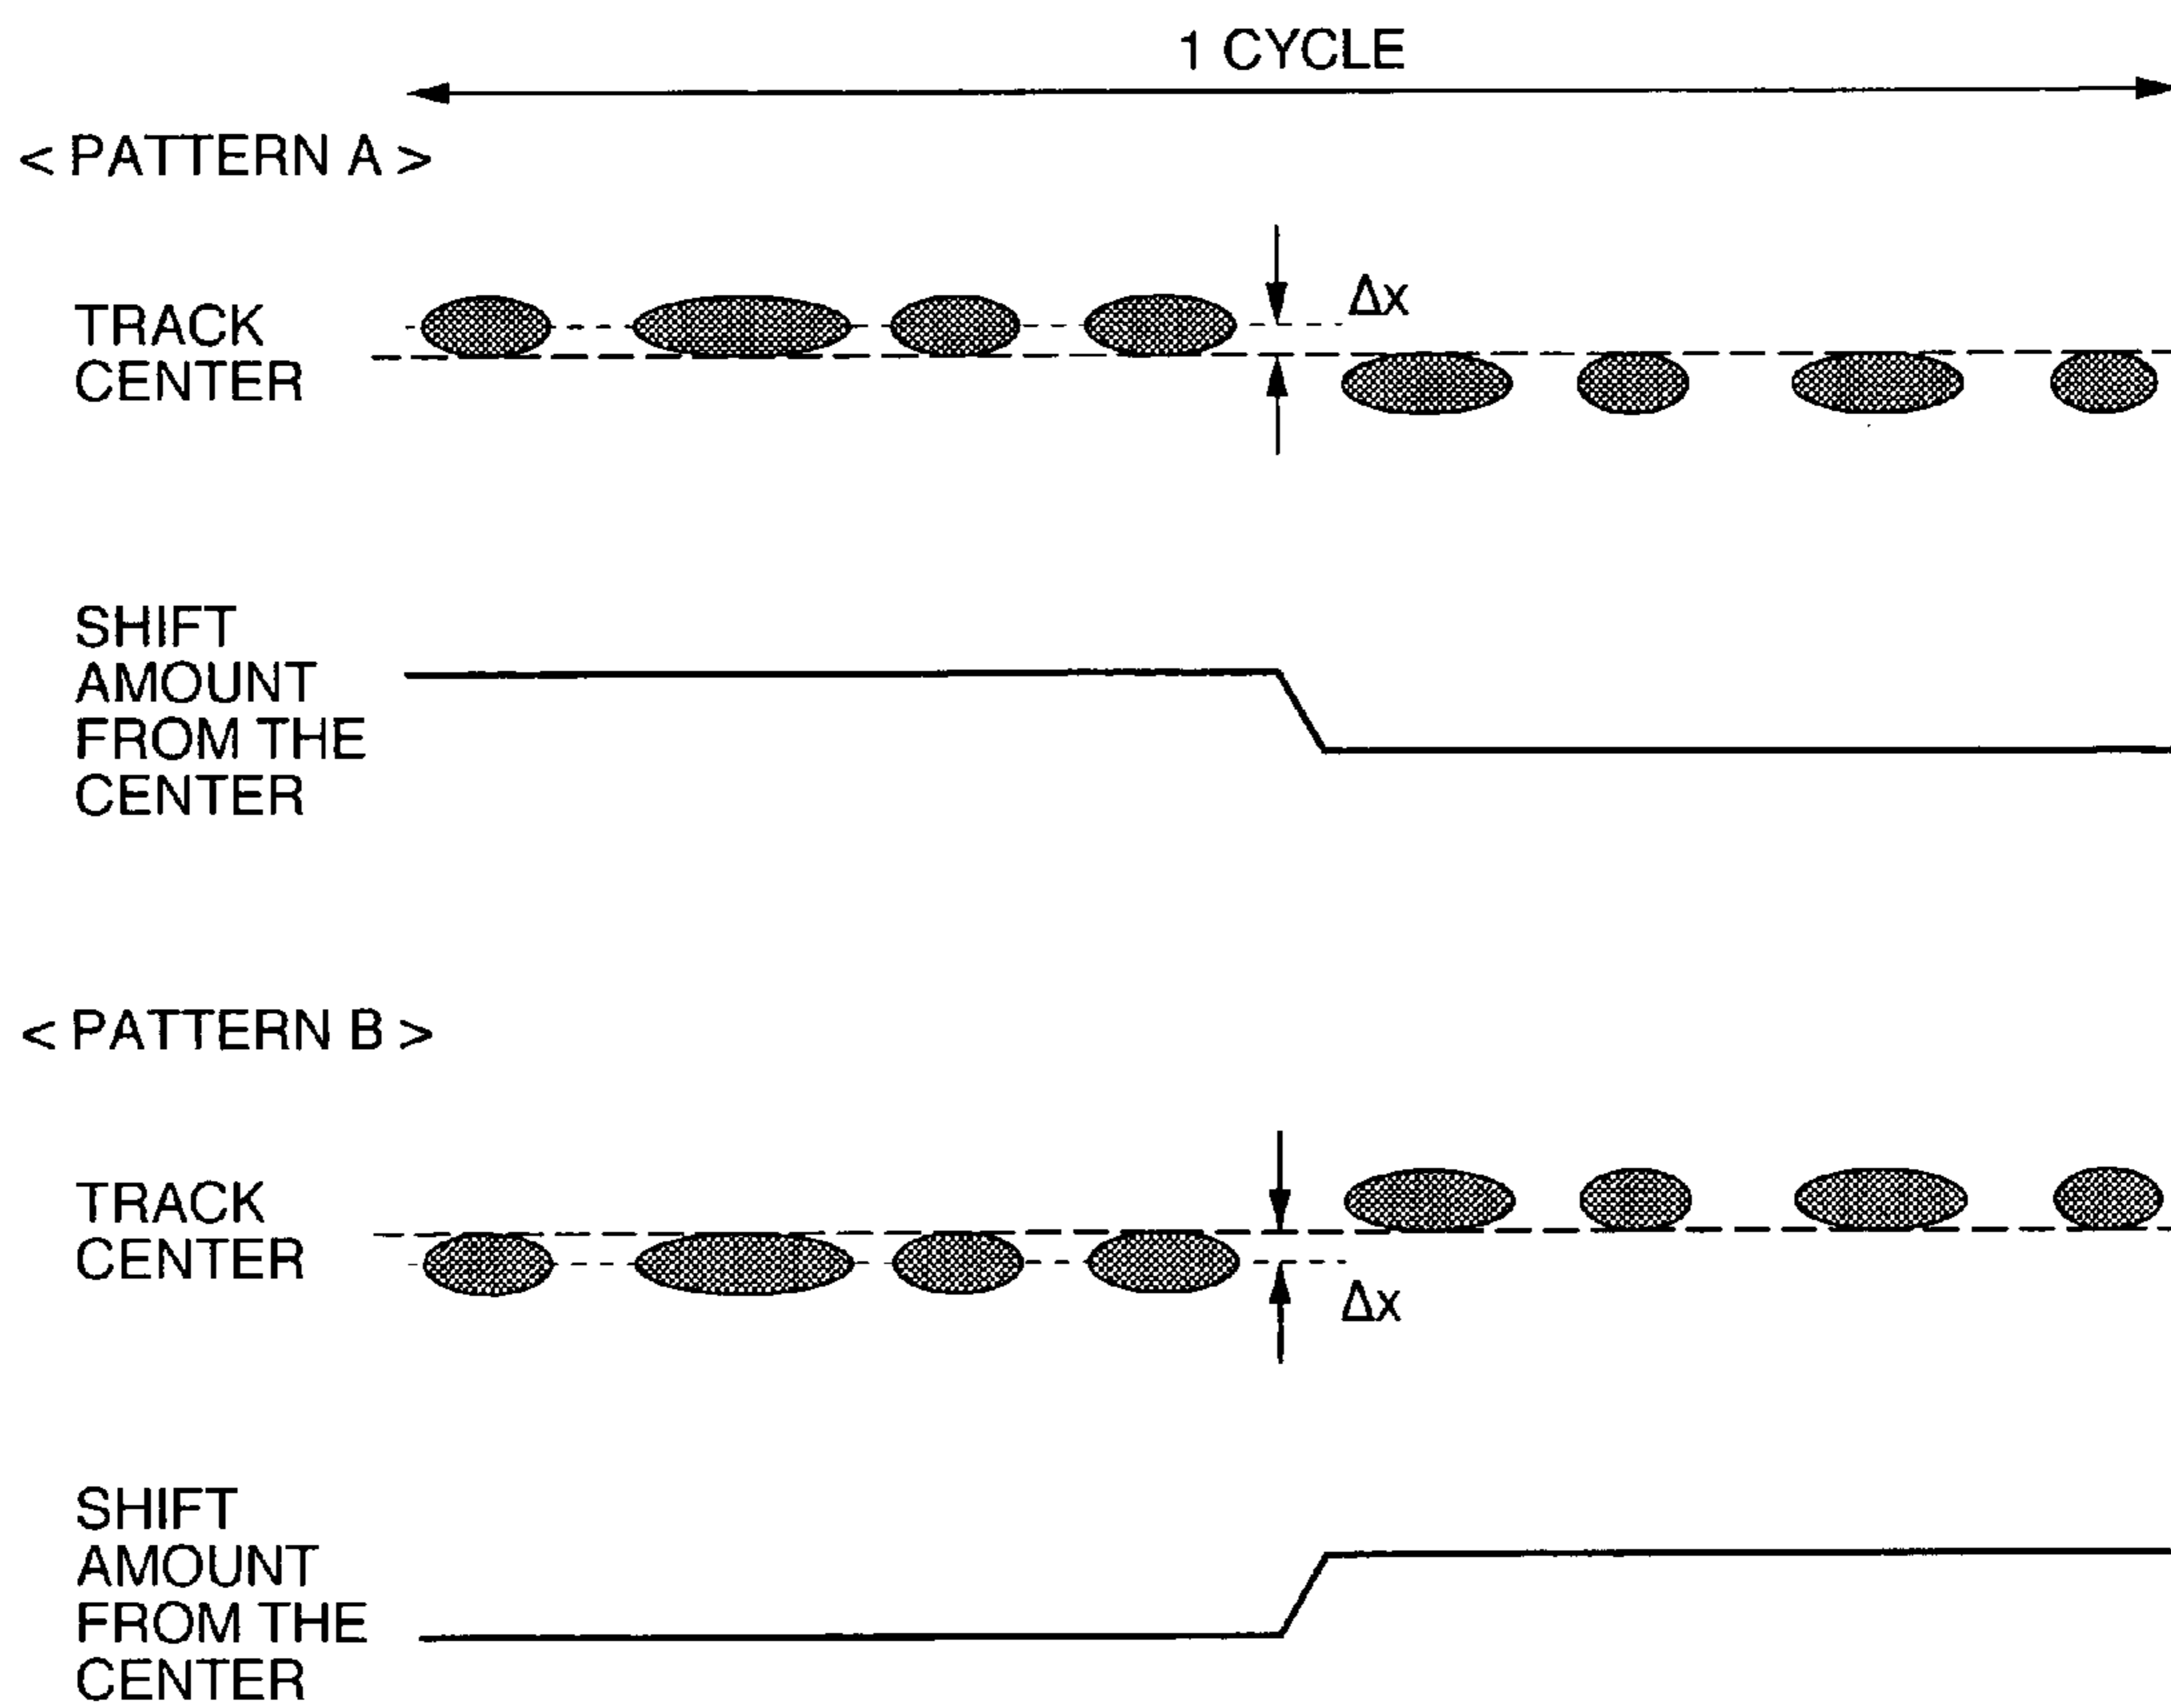 1 CYCLE
< PATTERN A >
Δx
TRACK
CENTER
SHIFT
AMOUNT
FROM THE
CENTER
< PATTERN B >
TRACK
CENTER
Δx
SHIFT
AMOUNT
FROM THE
CENTER